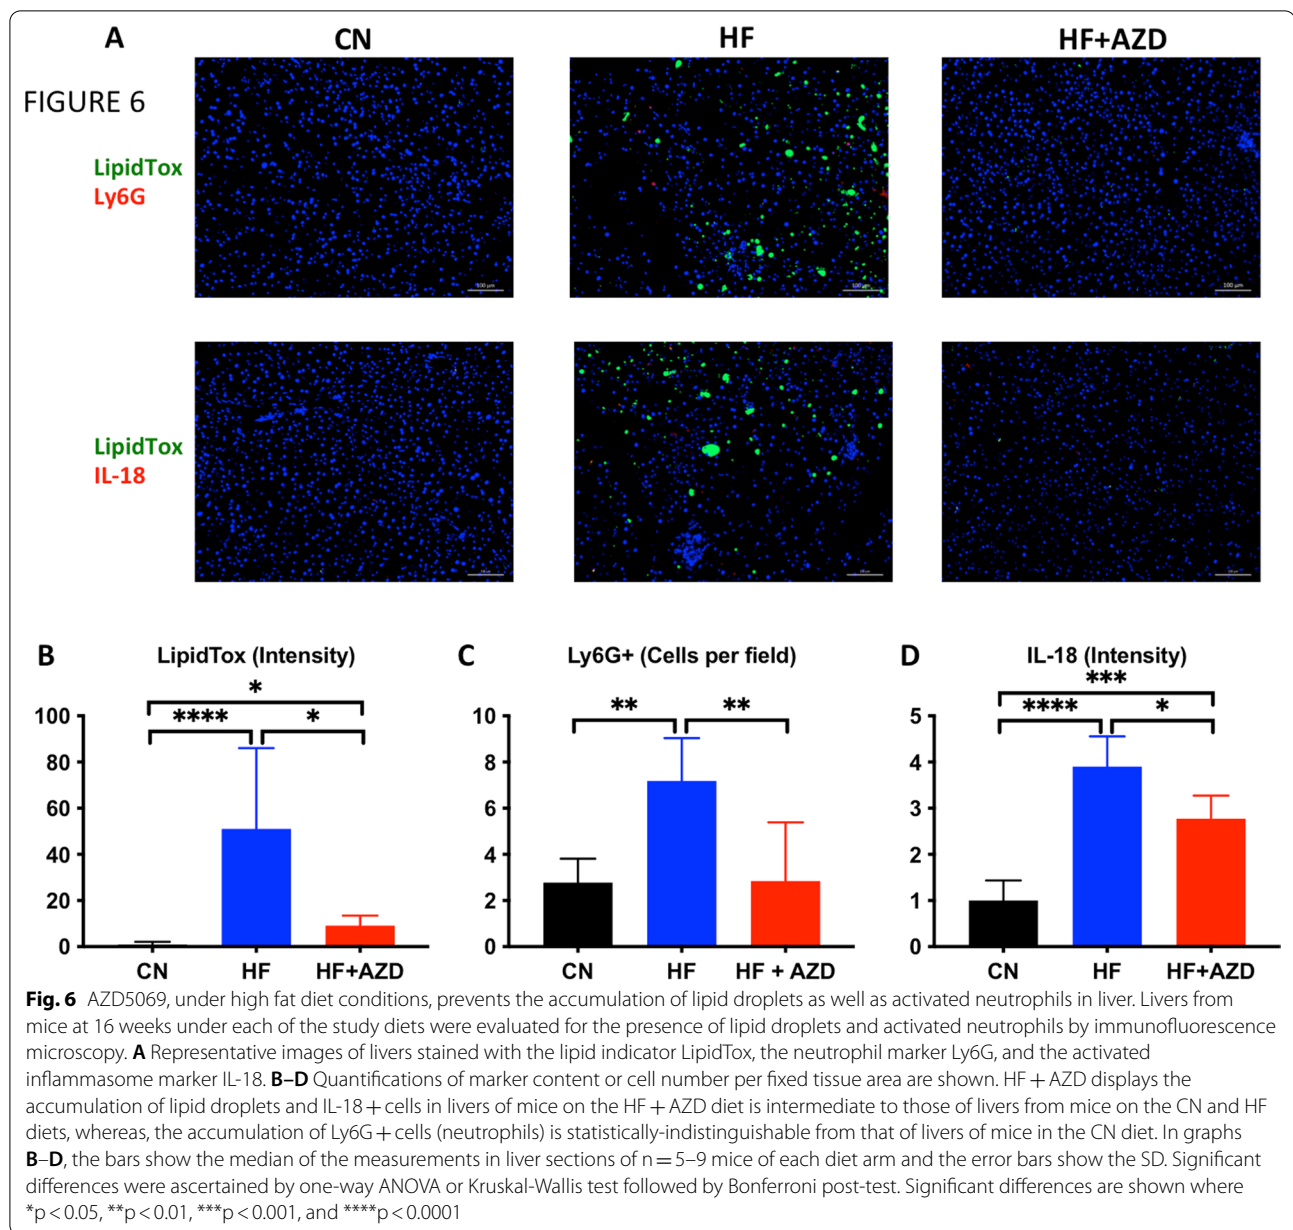 A
CN
HF
HF+AZD
FIGURE 6
LipidTox
Ly6G
100 µm
100 µm
100 µm
LipidTox
IL-18
B
LipidTox (Intensity)
*
****
*
100
80
60
40
20
0
CN
HF
HF+AZD
C
Ly6G+ (Cells per field)
**
**
10
8
6
4
2
0
CN
HF
HF + AZD
D
IL-18 (Intensity)
***
****
*
5
4
3
2
1
0
CN
HF
HF+AZD
Fig. 6 AZD5069, under high fat diet conditions, prevents the accumulation of lipid droplets as well as activated neutrophils in liver. Livers from
mice at 16 weeks under each of the study diets were evaluated for the presence of lipid droplets and activated neutrophils by immunofluorescence
microscopy. A Representative images of livers stained with the lipid indicator LipidTox, the neutrophil marker Ly6G, and the activated
inflammasome marker IL-18. B–D Quantifications of marker content or cell number per fixed tissue area are shown. HF + AZD displays the
accumulation of lipid droplets and IL-18 + cells in livers of mice on the HF + AZD diet is intermediate to those of livers from mice on the CN and HF
diets, whereas, the accumulation of Ly6G + cells (neutrophils) is statistically-indistinguishable from that of livers of mice in the CN diet. In graphs
B–D, the bars show the median of the measurements in liver sections of n = 5–9 mice of each diet arm and the error bars show the SD. Significant
differences were ascertained by one-way ANOVA or Kruskal-Wallis test followed by Bonferroni post-test. Significant differences are shown where
*p < 0.05, **p < 0.01, ***p < 0.001, and ****p < 0.0001